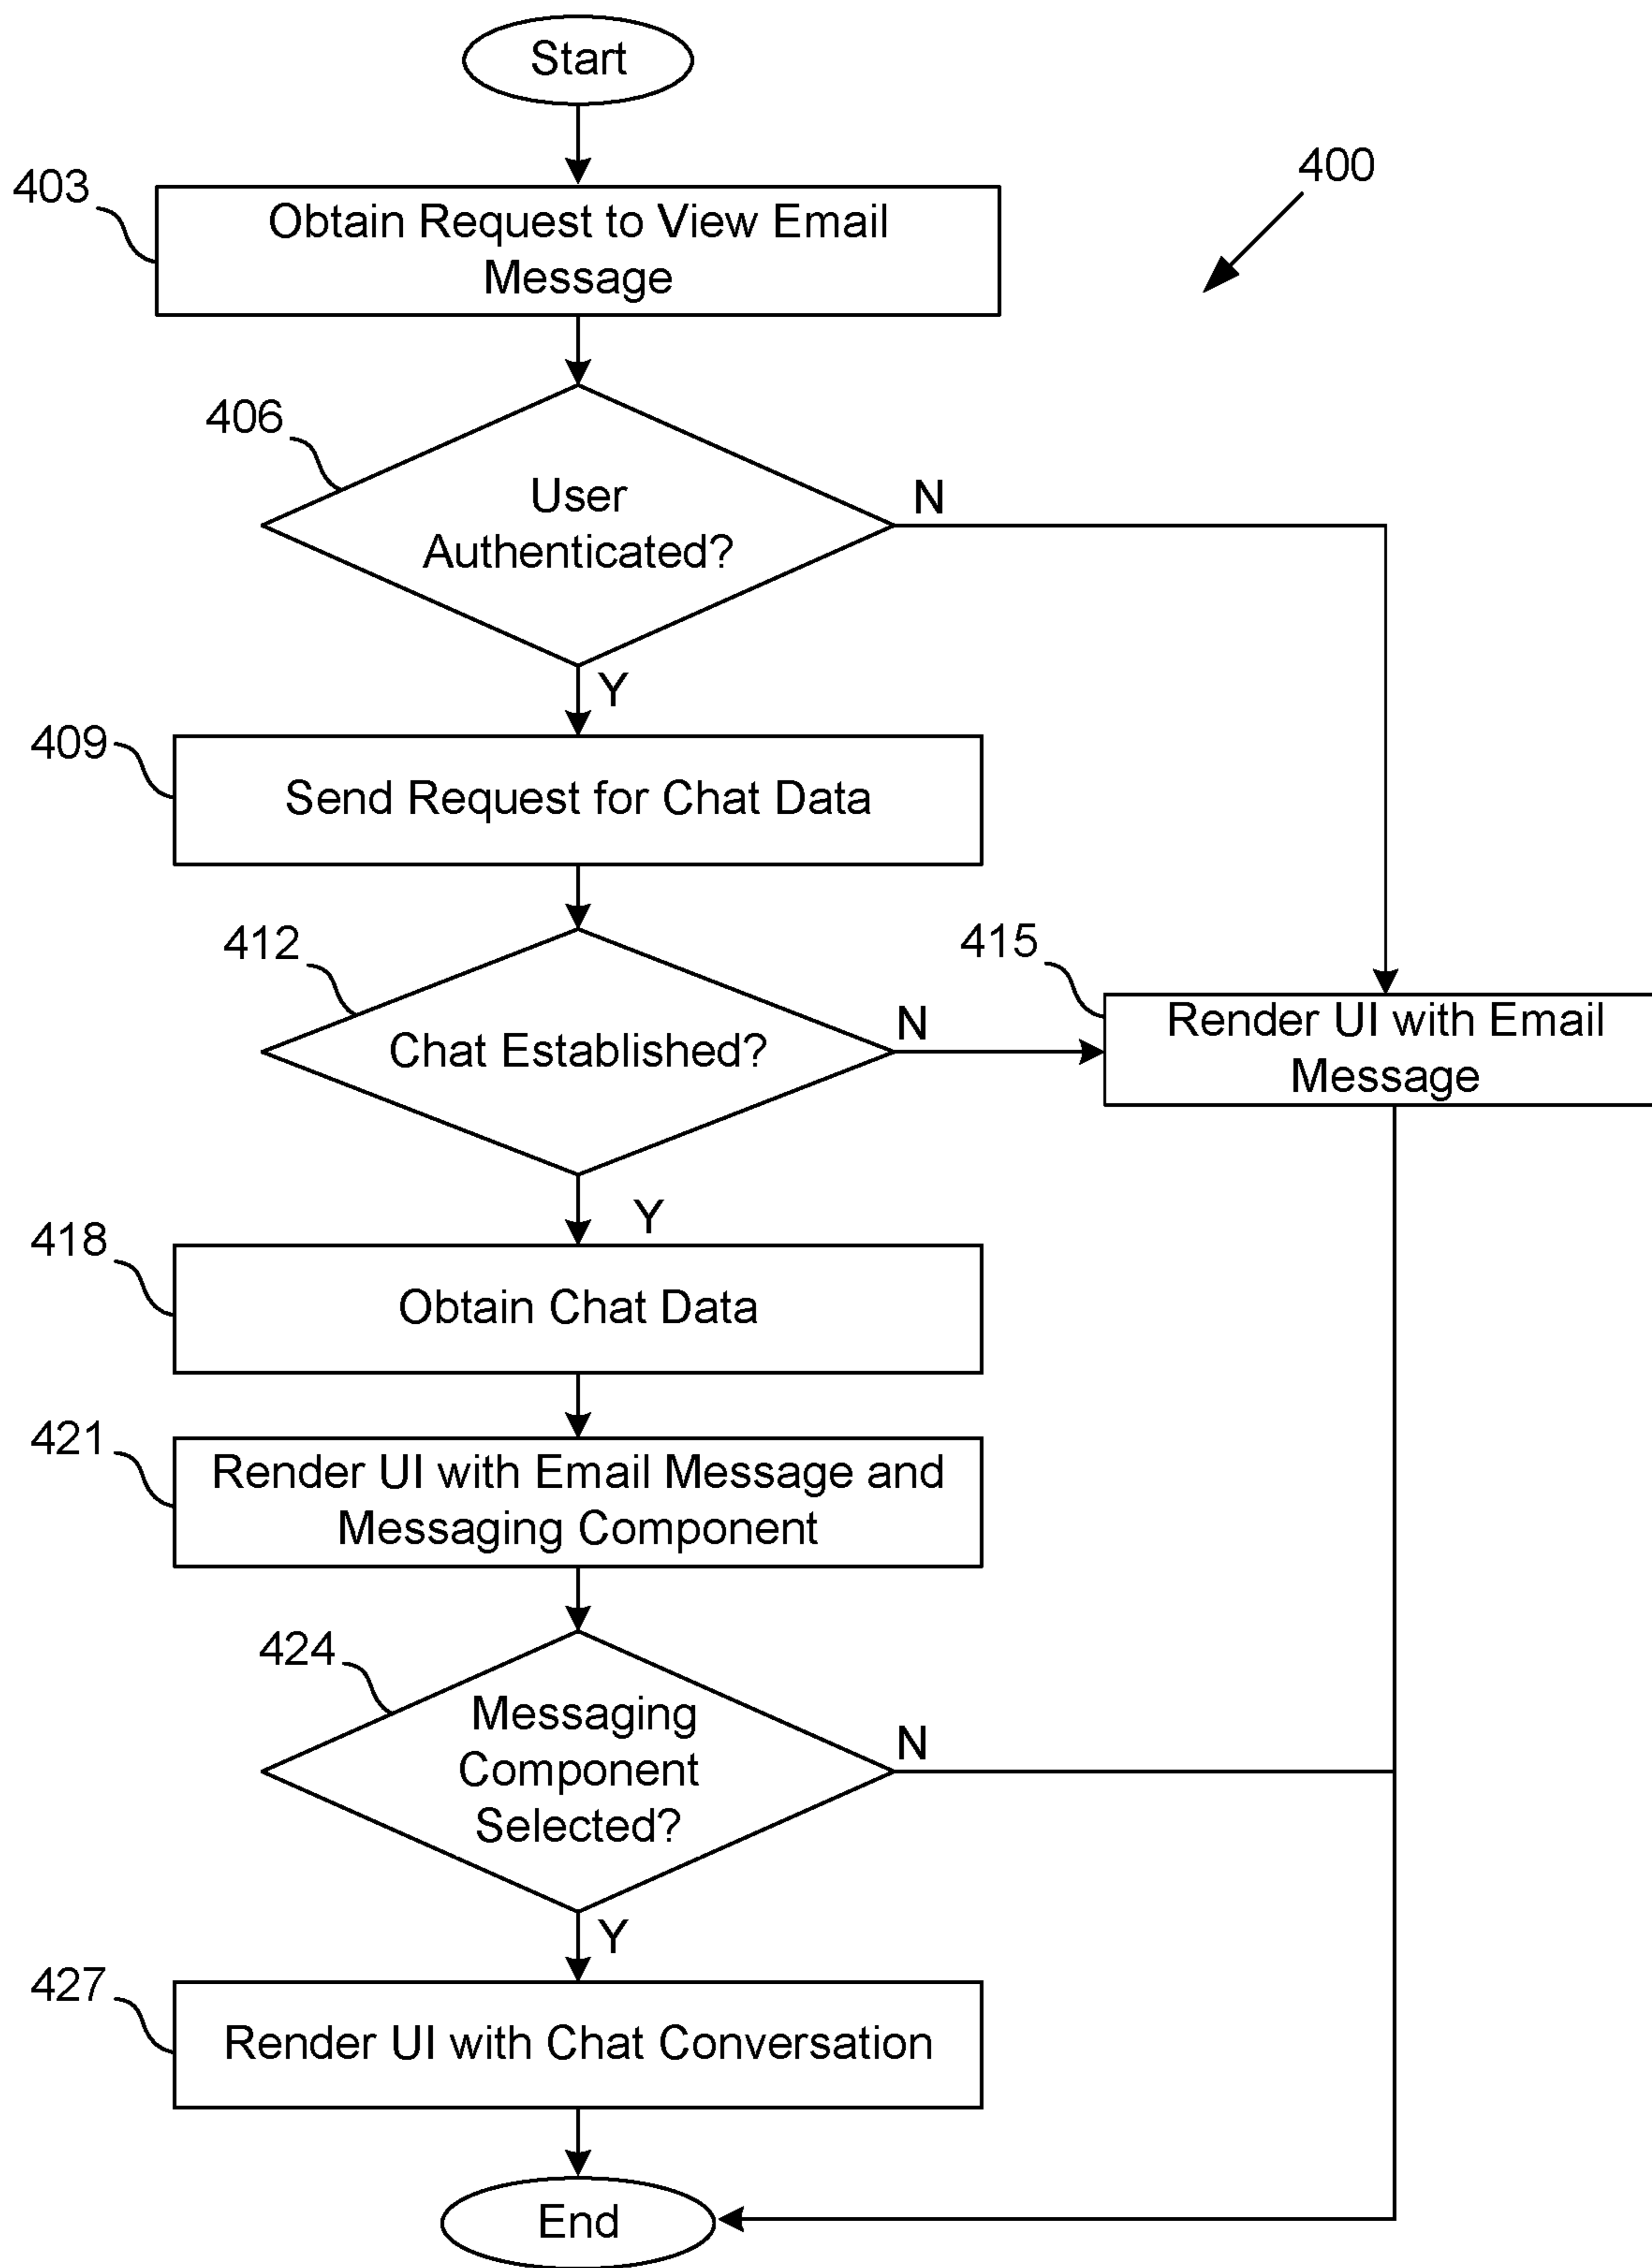 Start
400
403
Obtain Request to View Email
Message
406
User
Authenticated?
N
Y
409
Send Request for Chat Data
412
Chat Established?
N
415
Render UI with Email
Message
Y
418
Obtain Chat Data
421
Render UI with Email Message and
Messaging Component
424
Messaging
Component
Selected?
N
Y
427
Render UI with Chat Conversation
End